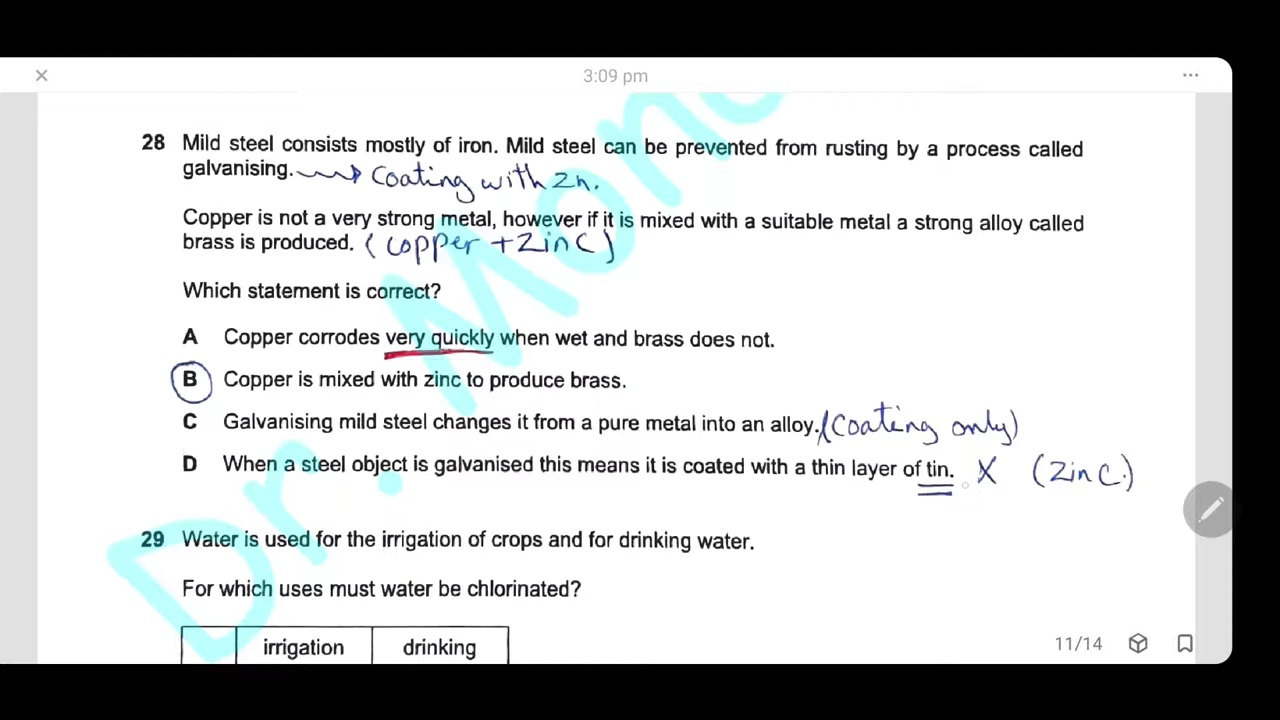 3:09 pm
28 Mild steel consists mostly of iron. Mild steel can be prevented from rusting by a process called
galvanising. coating with Zn.
Copper is not a very strong metal, however if it is mixed with a suitable metal a strong alloy called
brass is produced. (copper + Zinc)
Which statement is correct?
A Copper corrodes very quickly when wet and brass does not.
B Copper is mixed with zinc to produce brass.
C Galvanising mild steel changes it from a pure metal into an alloy. (coating only)
D When a steel object is galvanised this means it is coated with a thin layer of tin. X (Zinc.)
29 Water is used for the irrigation of crops and for drinking water.
For which uses must water be chlorinated?
irrigation drinking
11/14
Dr. Mona